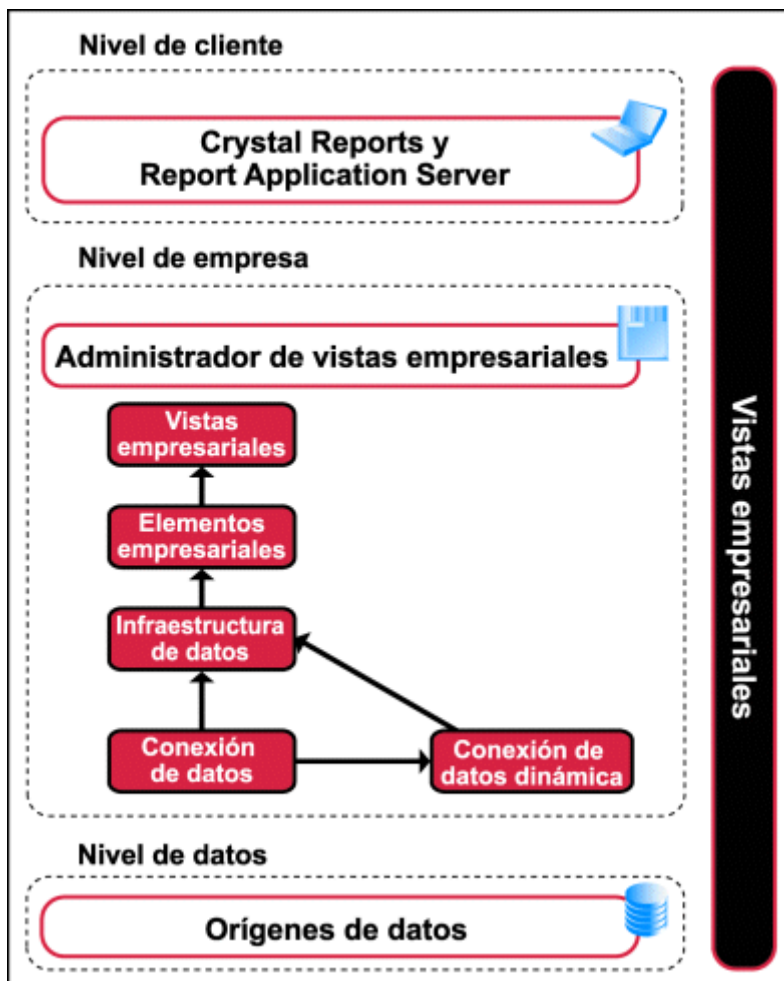 Nivel de cliente
Crystal Reports y
Report Application Server
Nivel de empresa
Administrador de vistas empresariales
Vistas
empresariales
Elementos
empresariales
Infraestructura
de datos
Conexión
de datos
Conexión de
datos dinámica
Nivel de datos
Orígenes de datos
Vistas empresariales